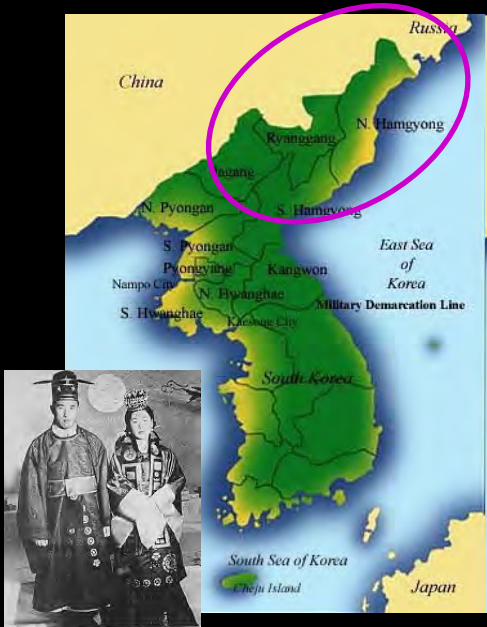 Russia
China
N. Hamgyong
Ryanggang
Jagang
S. Hamgyong
N. Pyongan
S. Pyongan
East Sea
of
Korea
Pyongyang
Kangwon
Nampo City
N. Hwanghae
Military Demarcation Line
S. Hwanghae
Kaesong City
South Korea
South Sea of Korea
Cheju Island
Japan